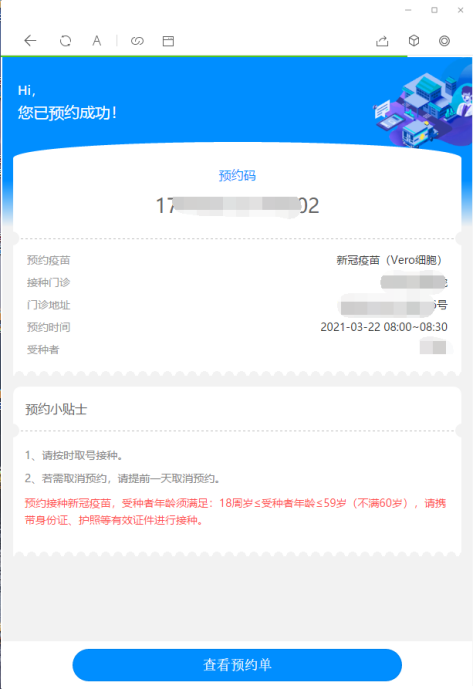 Hi,
您已预约成功!
预约码
17 02
预约疫苗 新冠疫苗（Vero细胞）
接种门诊
门诊地址 号
预约时间 2021-03-22 08:00~08:30
受种者
预约小贴士
1、请按时取号接种。
2、若需取消预约，请提前一天取消预约。
预约接种新冠疫苗，受种者年龄须满足：18周岁≤受种者年龄≤59岁（不满60岁），请携
带身份证、护照等有效证件进行接种。
查看预约单